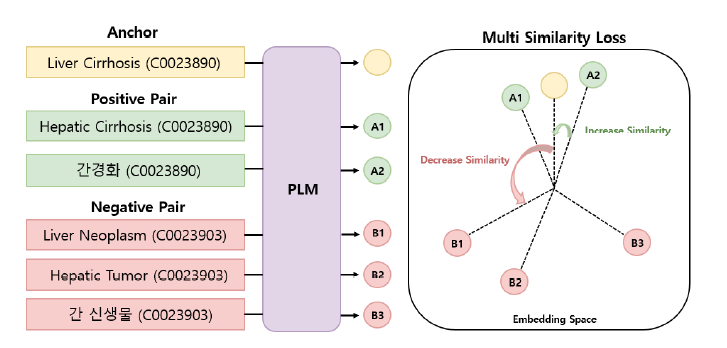 Anchor
Liver Cirrhosis (C0023890)
Positive Pair
Hepatic Cirrhosis (C0023890)
간경화 (C0023890)
Negative Pair
Liver Neoplasm (C0023903)
Hepatic Tumor (C0023903)
간 신생물 (C0023903)
PLM
A1
A2
B1
B2
B3
Multi Similarity Loss
A1
A2
Increase Similarity
Decrease Similarity
B1
B2
B3
Embedding Space